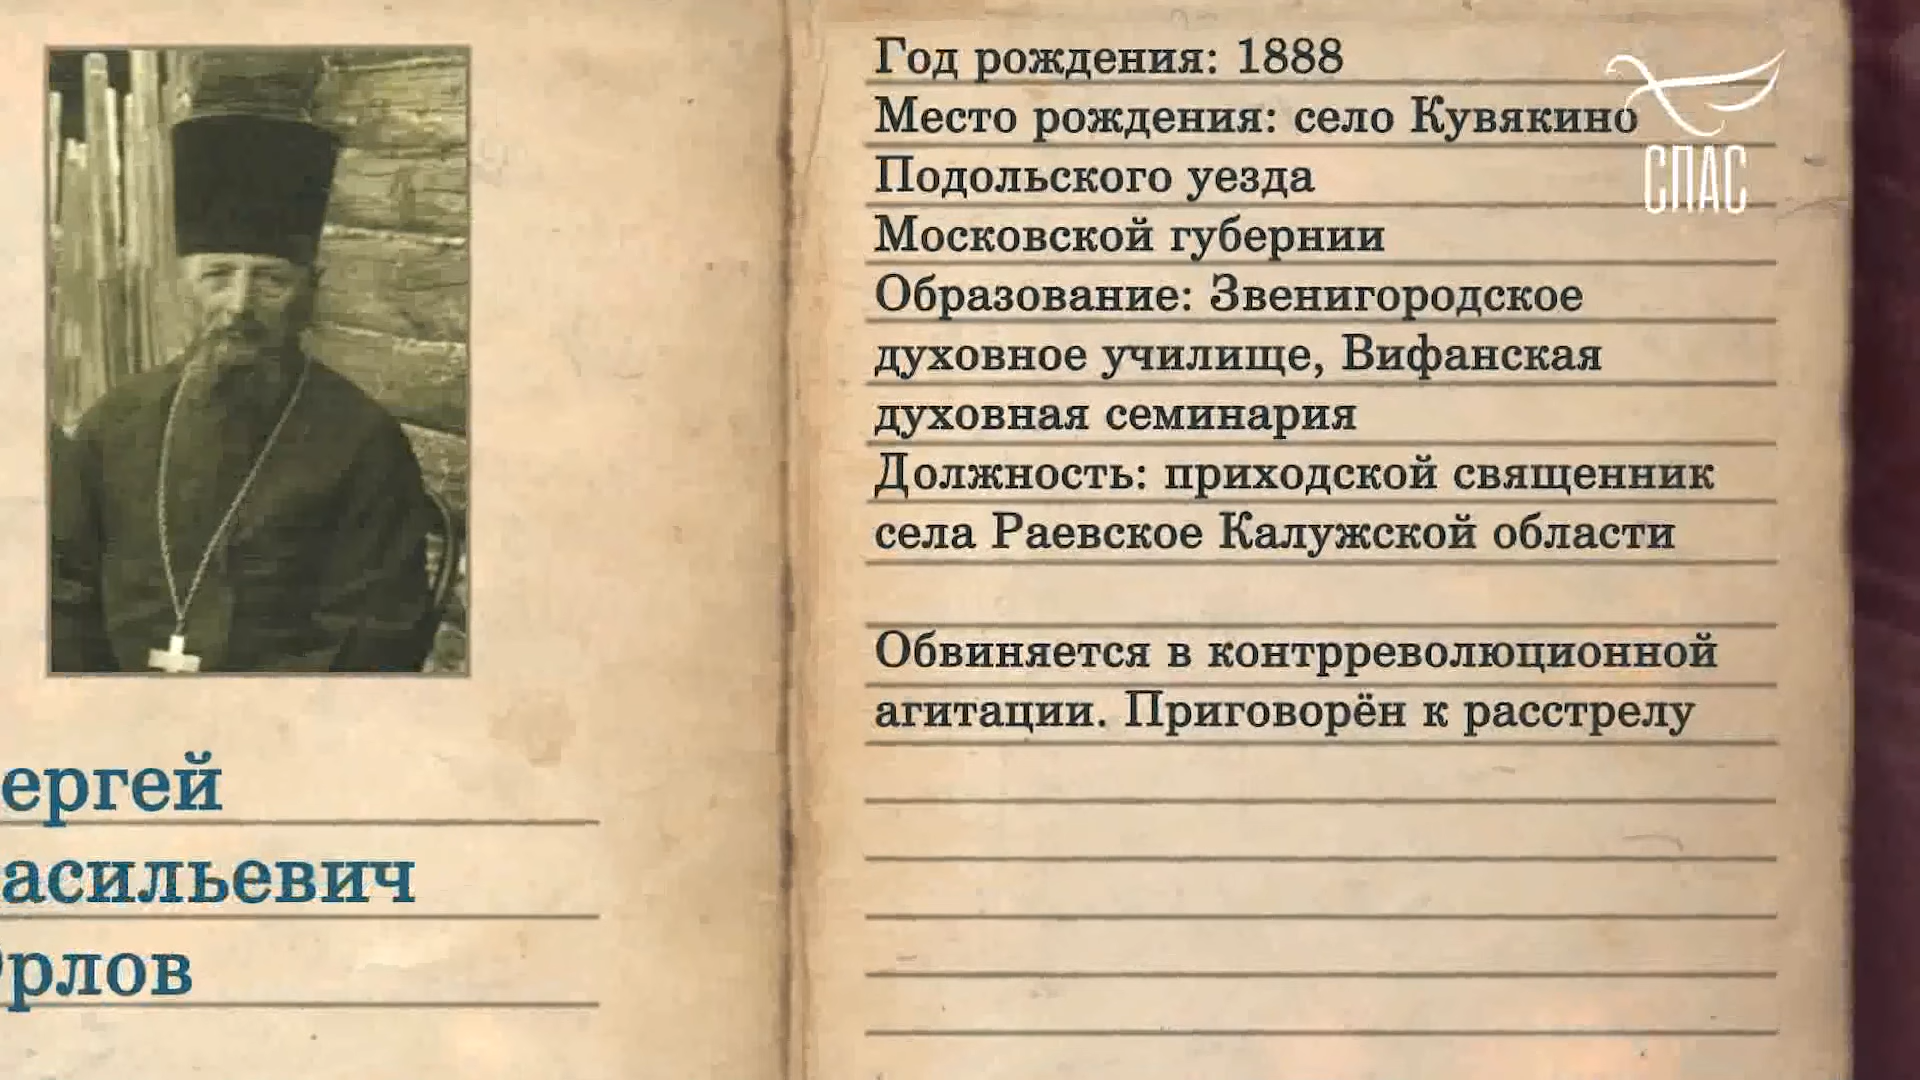 Год рождения: 1888
Место рождения: село Кувякино
Подольского уезда
Московской губернии
Образование: Звенигородское
духовное училище, Вифанская
духовная семинария
Должность: приходской священник
села Раевское Калужской области
Обвиняется в контрреволюционной
агитации. Приговорён к расстрелу
СПАС
ергей
асильевич
Орлов